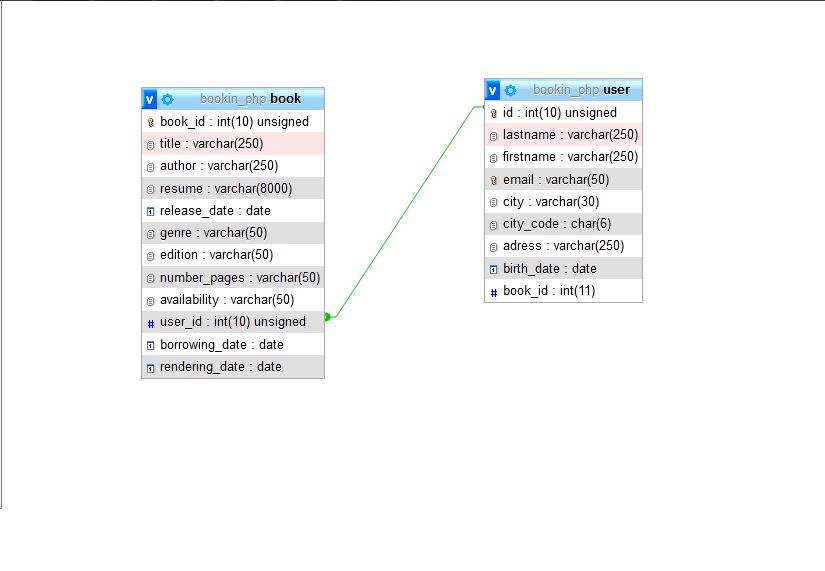 bookin_php book
book_id : int(10) unsigned
title : varchar(250)
author : varchar(250)
resume : varchar(8000)
release_date : date
genre : varchar(50)
edition : varchar(50)
number_pages : varchar(50)
availability : varchar(50)
# user_id : int(10) unsigned
borrowing_date : date
rendering_date : date
bookin_php user
id : int(10) unsigned
lastname : varchar(250)
firstname : varchar(250)
email : varchar(50)
city : varchar(30)
city_code : char(6)
adress : varchar(250)
birth_date : date
# book_id : int(11)